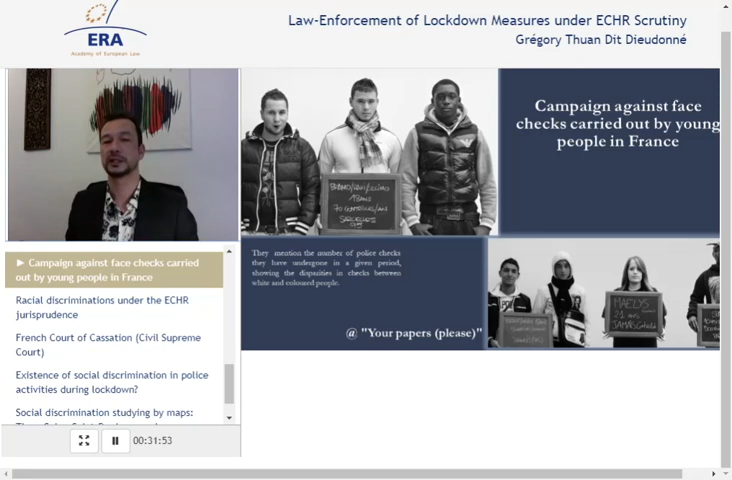 ERA
Academy of European Law
Law-Enforcement of Lockdown Measures under ECHR Scrutiny
Grégory Thuan Dit Dieudonné
Campaign against face
checks carried out by young
people in France
They mention the number of police checks
they have undergone in a given period,
showing the disparities in checks between
white and coloured people.
@ "Your papers (please)"
MAELYS
21 ans
JAMAIS
► Campaign against face checks carried
out by young people in France
Racial discriminations under the ECHR
jurisprudence
French Court of Cassation (Civil Supreme
Court)
Existence of social discrimination in police
activities during lockdown?
Social discrimination studying by maps:
00:31:53